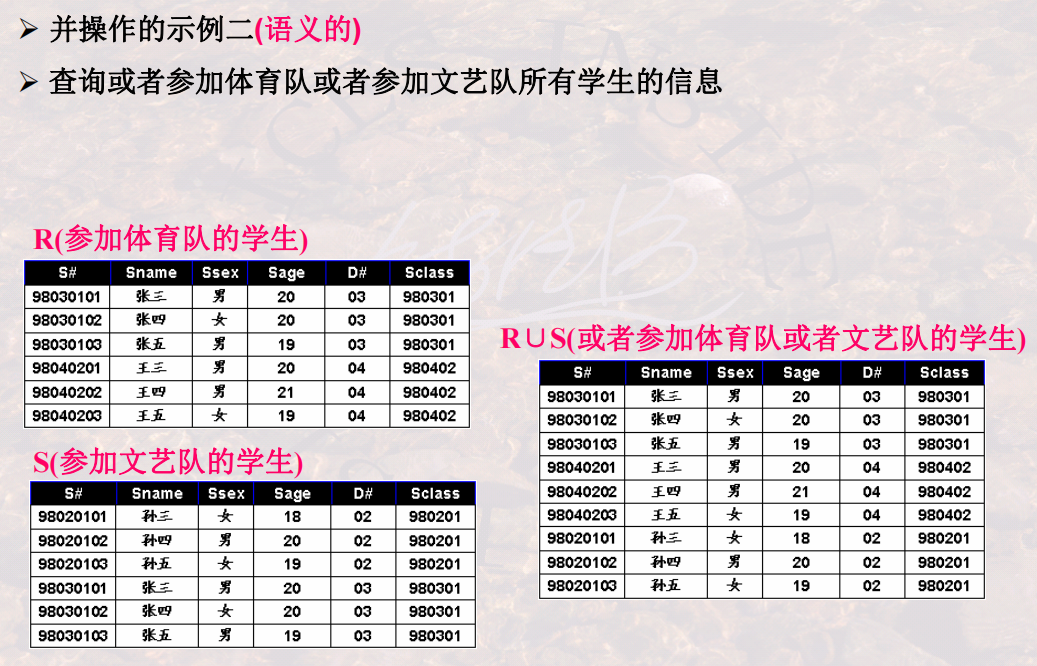 ➢ 并操作的示例二(语义的)
➢ 查询或者参加体育队或者参加文艺队所有学生的信息
R(参加体育队的学生)
S# Sname Ssex Sage D# Sclass
98030101 张三 男 20 03 980301
98030102 张四 女 20 03 980301
98030103 张五 男 19 03 980301
98040201 王三 男 20 04 980402
98040202 王四 男 21 04 980402
98040203 王五 女 19 04 980402
S(参加文艺队的学生)
S# Sname Ssex Sage D# Sclass
98020101 孙三 女 18 02 980201
98020102 孙四 男 20 02 980201
98020103 孙五 女 19 02 980201
98030101 张三 男 20 03 980301
98030102 张四 女 20 03 980301
98030103 张五 男 19 03 980301
R∪S(或者参加体育队或者文艺队的学生)
S# Sname Ssex Sage D# Sclass
98030101 张三 男 20 03 980301
98030102 张四 女 20 03 980301
98030103 张五 男 19 03 980301
98040201 王三 男 20 04 980402
98040202 王四 男 21 04 980402
98040203 王五 女 19 04 980402
98020101 孙三 女 18 02 980201
98020102 孙四 男 20 02 980201
98020103 孙五 女 19 02 980201